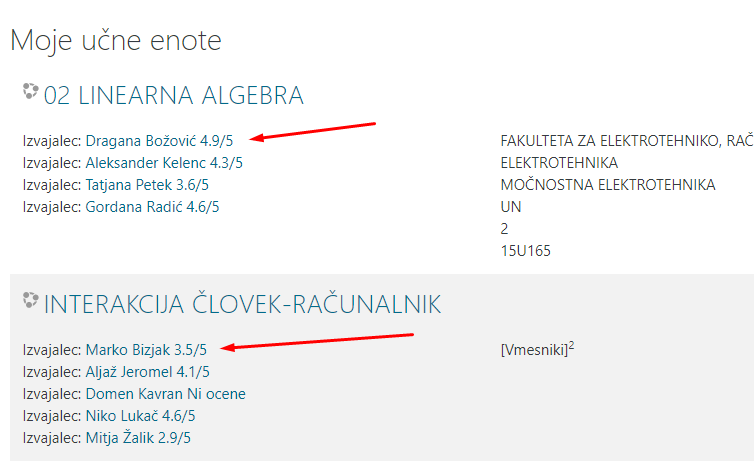 Moje učne enote
02 LINEARNA ALGEBRA
Izvajalec: Dragana Božović 4.9/5
Izvajalec: Aleksander Kelenc 4.3/5
Izvajalec: Tatjana Petek 3.6/5
Izvajalec: Gordana Radić 4.6/5
FAKULTETA ZA ELEKTROTEHNIKO, RAČ
ELEKTROTEHNIKA
MOČNOSTNA ELEKTROTEHNIKA
UN
2
15U165
INTERAKCIJA ČLOVEK-RAČUNALNIK
Izvajalec: Marko Bizjak 3.5/5
Izvajalec: Aljaž Jeromel 4.1/5
Izvajalec: Domen Kavran Ni ocene
Izvajalec: Niko Lukač 4.6/5
Izvajalec: Mitja Žalik 2.9/5
[Vmesniki]²